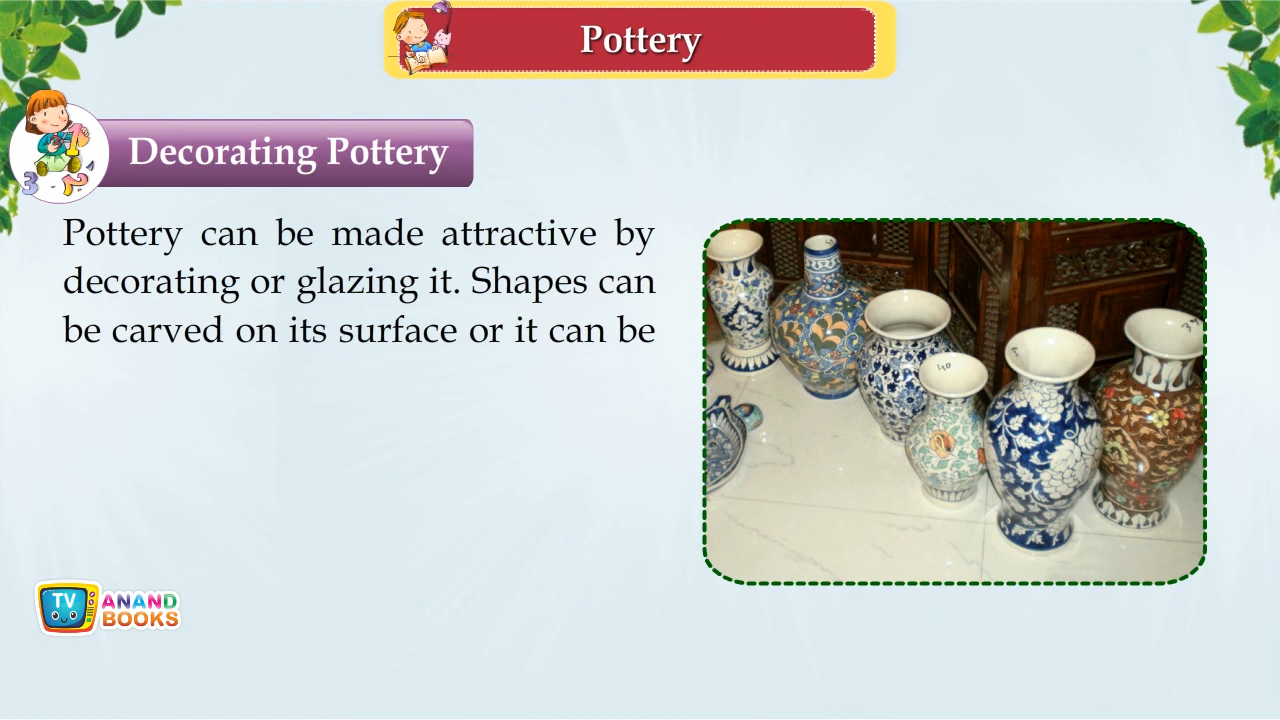 Pottery
Decorating Pottery
Pottery can be made attractive by
decorating or glazing it. Shapes can
be carved on its surface or it can be
TV
ANAND
BOOKS